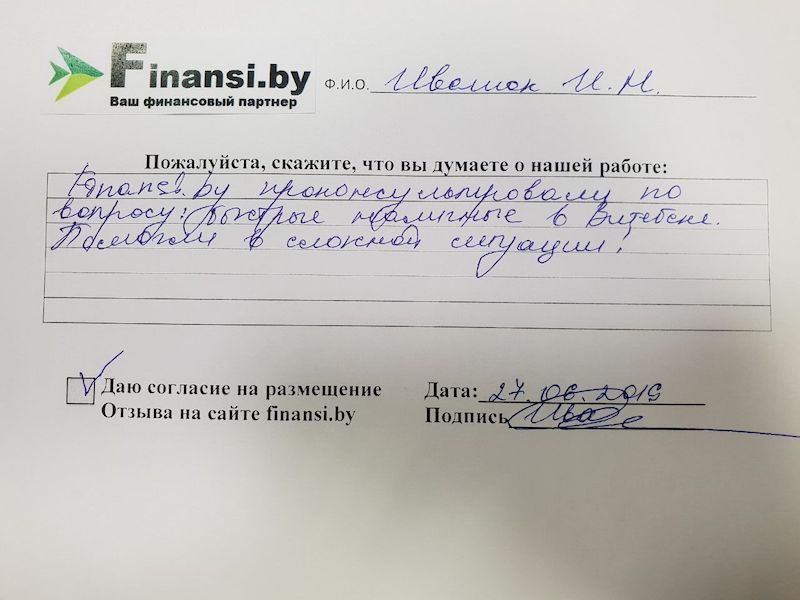 Finansi.by
Ваш финансовый партнер
Ф.И.О. Ивашок И.Н.
Пожалуйста, скажите, что вы думаете о нашей работе:
Finansi.by проконсультировали по
вопросу: быстрые наличные в Витебске.
Помогли в сложной ситуации!
Даю согласие на размещение
Отзыва на сайте finansi.by
Дата: 27.06.2019
Подпись